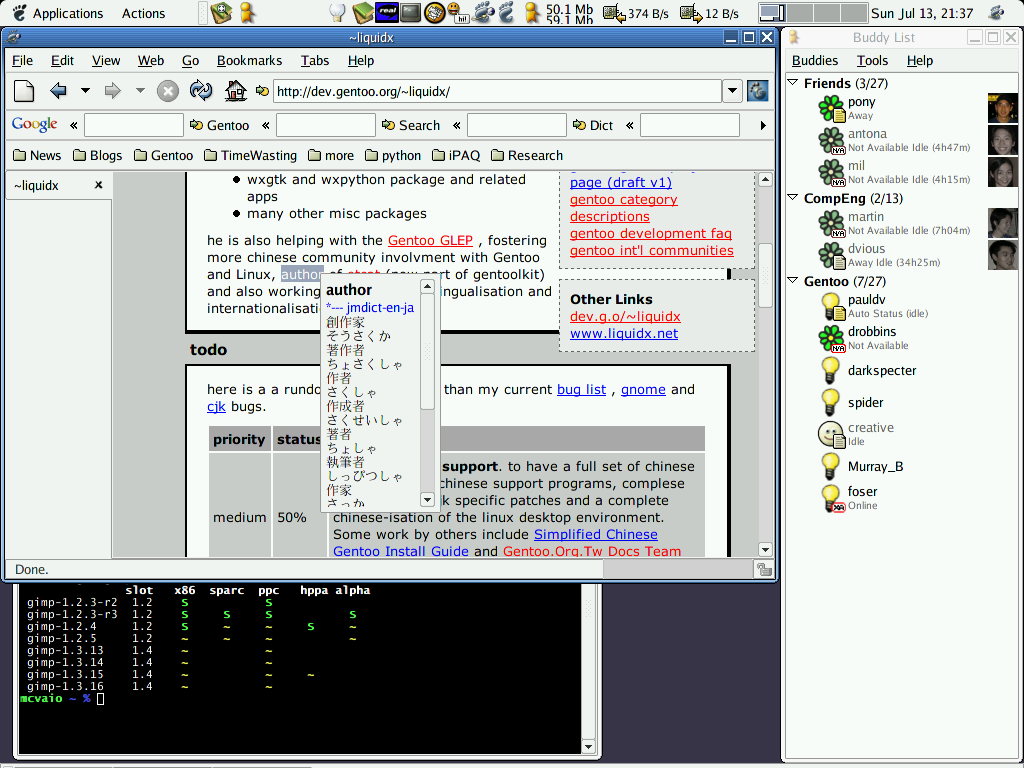 Applications Actions 50.1 Mb 59.1 Mb 374 B/s 12 B/s Sun Jul 13, 21:37
~liquidx
File Edit View Web Go Bookmarks Tabs Help
http://dev.gentoo.org/~liquidx/
Google « Gentoo « Search « Dict «
News Blogs Gentoo TimeWasting more python iPAQ Research
~liquidx x
wxgtk and wxpython package and related
apps
many other misc packages
he is also helping with the Gentoo GLEP , fostering
more chinese community involvment with Gentoo
and Linux, author of etcat (now part of gentoolkit)
and also working ingualisation and
internationalisati
page (draft v1)
gentoo category
descriptions
gentoo development faq
gentoo int'l communities
Other Links
dev.g.o/~liquidx
www.liquidx.net
author
*--- jmdict-en-ja
創作家
そうさくか
著作者
ちょさくしゃ
作者
さくしゃ
作成者
さくせいしゃ
著者
ちょしゃ
執筆者
しっぴつしゃ
作家
さっか
todo
here is a a rundo than my current bug list , gnome and
cjk bugs.
priority status
medium 50%
support. to have a full set of chinese
chinese support programs, complese
k specific patches and a complete
chinese-isation of the linux desktop environment.
Some work by others include Simplified Chinese
Gentoo Install Guide and Gentoo.Org.Tw Docs Team
Done.
slot x86 sparc ppc hppa alpha
gimp-1.2.3-r2 1.2 S S
gimp-1.2.3-r3 1.2 S S S S
gimp-1.2.4 1.2 S ~ ~ S ~
gimp-1.2.5 1.2 ~ ~ ~ ~
gimp-1.3.13 1.4 ~ ~
gimp-1.3.14 1.4 ~ ~
gimp-1.3.15 1.4 ~ ~ ~
gimp-1.3.16 1.4 ~ ~
mcvaio ~ %
Buddy List
Buddies Tools Help
Friends (3/27)
pony
Away
antona
Not Available Idle (4h47m)
mil
Not Available Idle (4h15m)
CompEng (2/13)
martin
Not Available Idle (7h04m)
dvious
Away Idle (34h25m)
Gentoo (7/27)
pauldv
Auto Status (idle)
drobbins
Not Available
darkspecter
spider
creative
Idle
Murray_B
foser
Online